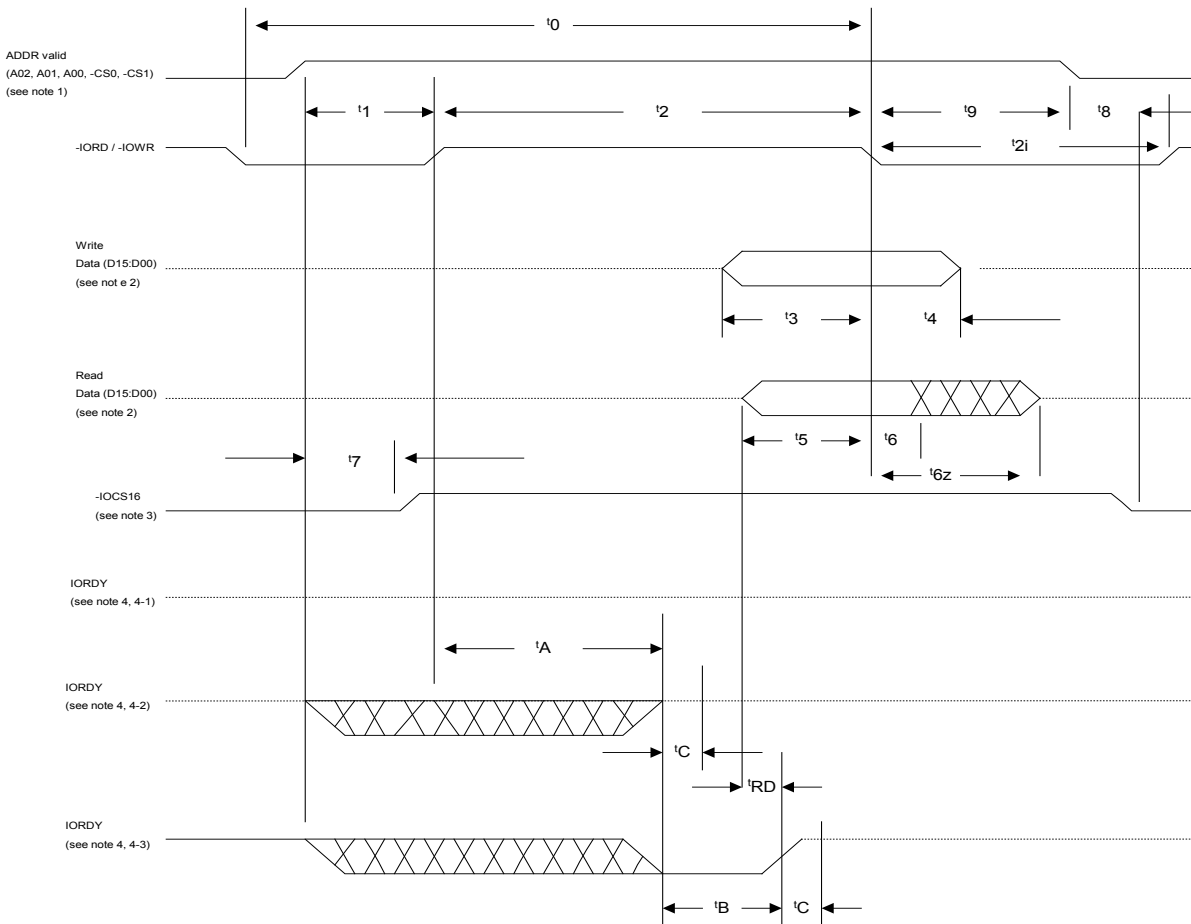 t0
ADDR valid
(A02, A01, A00, -CS0, -CS1)
(see note 1)
t1
t2
t9
t8
-IORD / -IOWR
t2i
Write
Data (D15:D00)
(see not e 2)
t3
t4
Read
Data (D15:D00)
(see note 2)
t5
t6
t7
t6z
-IOCS16
(see note 3)
IORDY
(see note 4, 4-1)
tA
IORDY
(see note 4, 4-2)
tC
tRD
IORDY
(see note 4, 4-3)
tB
tC